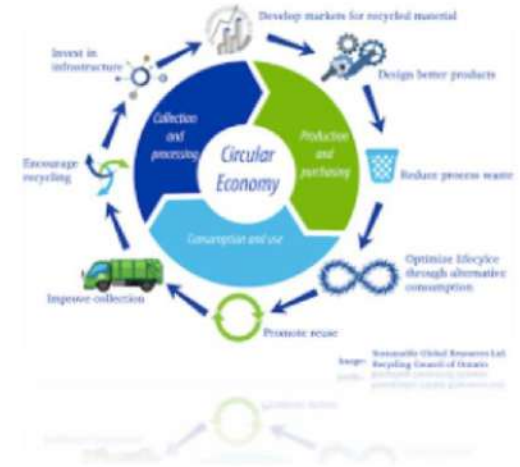 Develop markets for recycled material
Invest in
infrastructure
Design better products
Collection
and
processing
Production
and
purchasing
Circular
Economy
Encourage
recycling
Reduce process waste
Consumption and use
Optimize lifecylce
through alternative
consumption
Improve collection
Promote reuse
Image: Sustainable Global Resources Ltd.
Recycling Council of Ontario